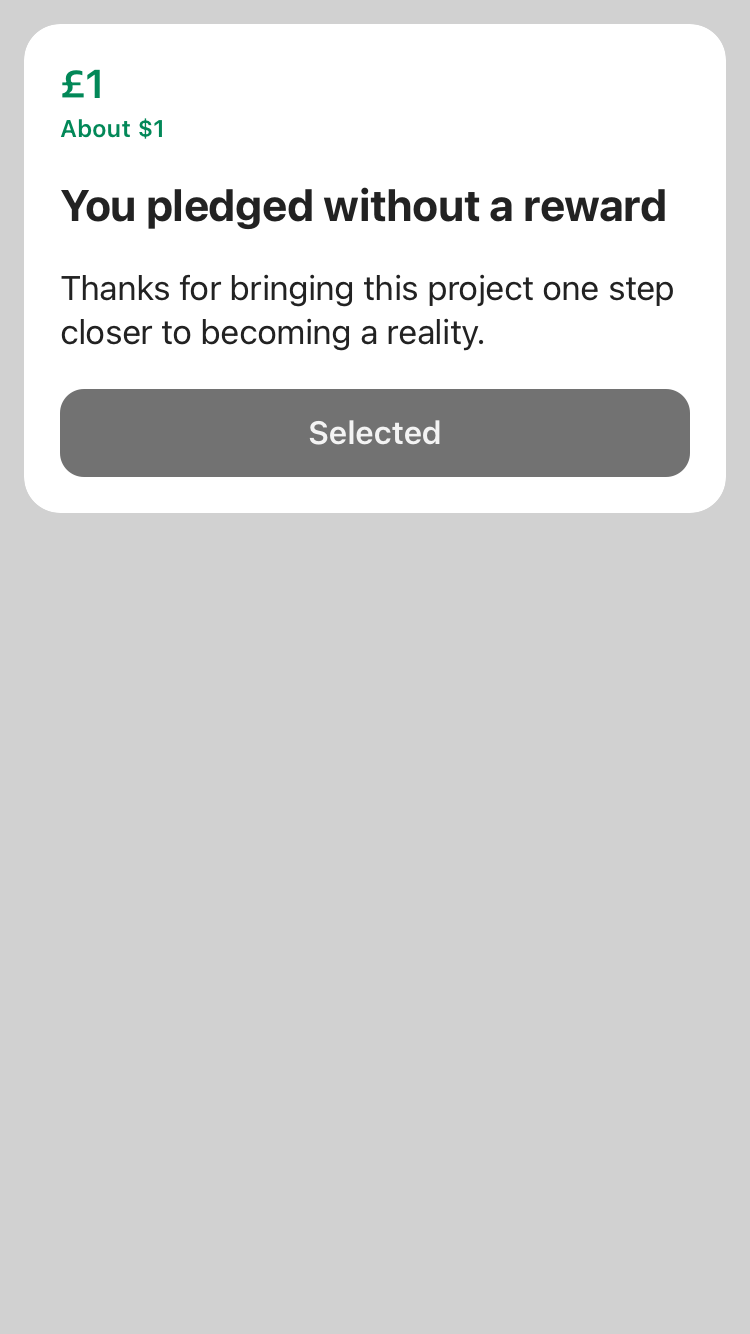 £1
About $1
You pledged without a reward
Thanks for bringing this project one step
closer to becoming a reality.
Selected